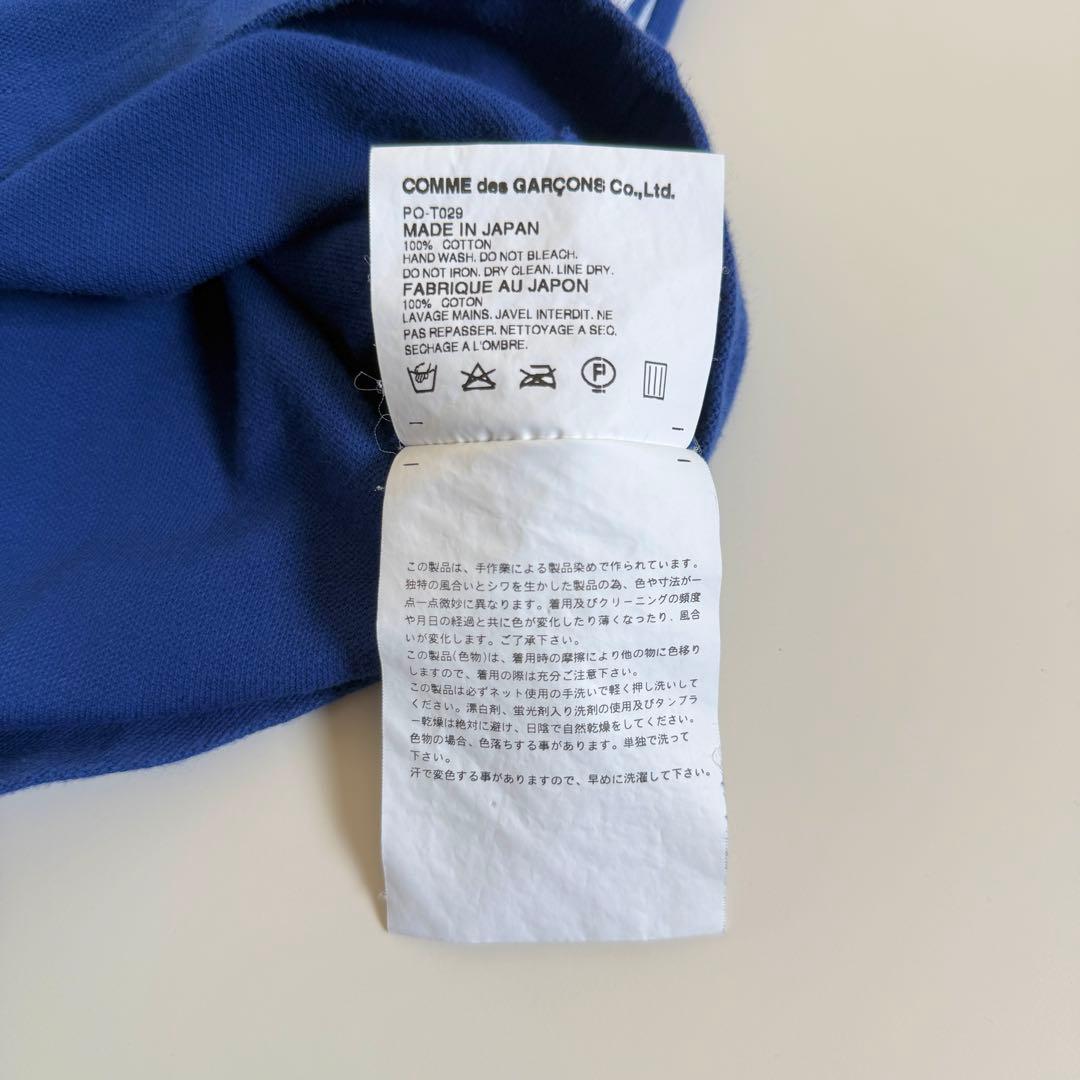 COMME des GARÇONS Co.,Ltd.
PO-T029
MADE IN JAPAN
100% COTTON
HAND WASH. DO NOT BLEACH.
DO NOT IRON. DRY CLEAN. LINE DRY.
FABRIQUE AU JAPON
100% COTON
LAVAGE MAINS. JAVEL INTERDIT. NE
PAS REPASSER. NETTOYAGE A SEC.
SECHAGE A L'OMBRE.
P
この製品は、手作業による製品染めで作られています。
独特の風合いとシワを生かした製品の為、色や寸法が一
点一点微妙に異なります。着用及びクリーニングの頻度
や月日の経過と共に色が変化したり薄くなったり、風合
いが変化します。ご了承下さい。
この製品(色物)は、着用時の摩擦により他の物に色移り
しますので、着用の際は充分ご注意下さい。
この製品は必ずネット使用の手洗いで軽く押し洗いして
ください。漂白剤、蛍光剤入り洗剤の使用及びタンブラ
ー乾燥は絶対に避け、日陰で自然乾燥をしてください。
色物の場合、色落ちする事があります。単独で洗って
下さい。
汗で変色する事がありますので、早めに洗濯して下さい。